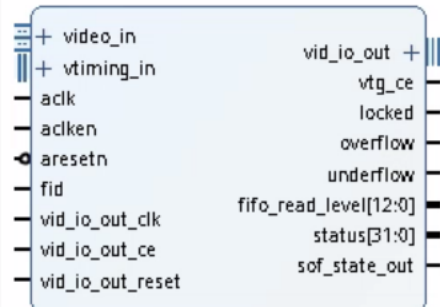 + video_in
+ vtiming_in
aclk
aclken
aresetn
fid
vid_io_out_clk
vid_io_out_ce
vid_io_out_reset
vid_io_out +
vtg_ce
locked
overflow
underflow
fifo_read_level[12:0]
status[31:0]
sof_state_out